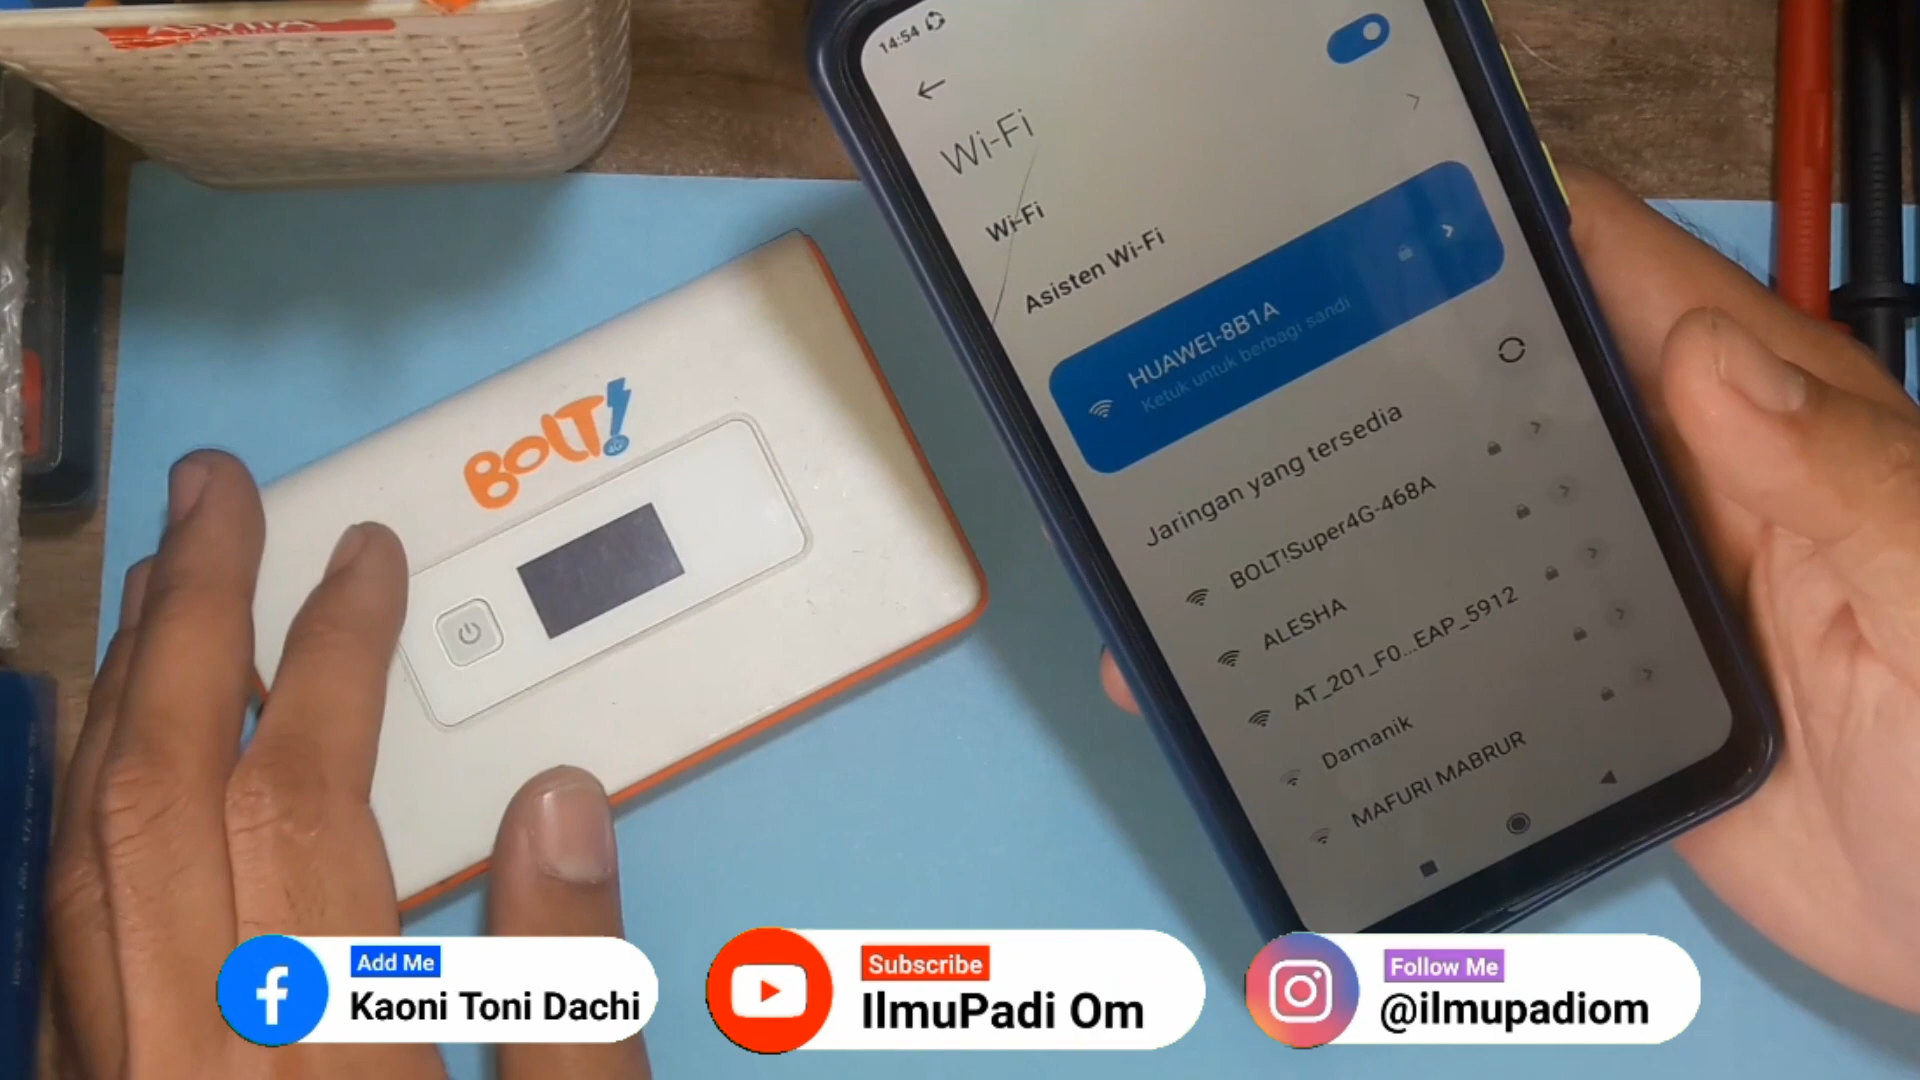 14:54
Wi-Fi
Wi-Fi
Asisten Wi-Fi
HUAWEI-8B1A
Ketuk untuk berbagi sandi
Jaringan yang tersedia
BOLT!Super4G-468A
ALESHA
AT_201_F0...EAP_5912
Damanik
MAFURI MABRUR
BOLT!
4G
Add Me
Kaoni Toni Dachi
Subscribe
IlmuPadi Om
Follow Me
@ilmupadiom